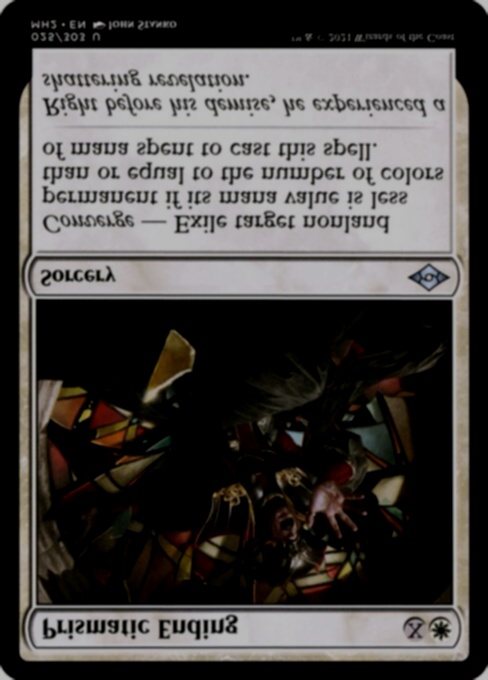 Prismatic Ending
X
Sorcery
Converge — Exile target nonland
permanent if its mana value is less
than or equal to the number of colors
of mana spent to cast this spell.
Right before his demise, he experienced a
shattering revelation.
025/303 U
MH2 • EN John Stanko
™ & © 2021 Wizards of the Coast